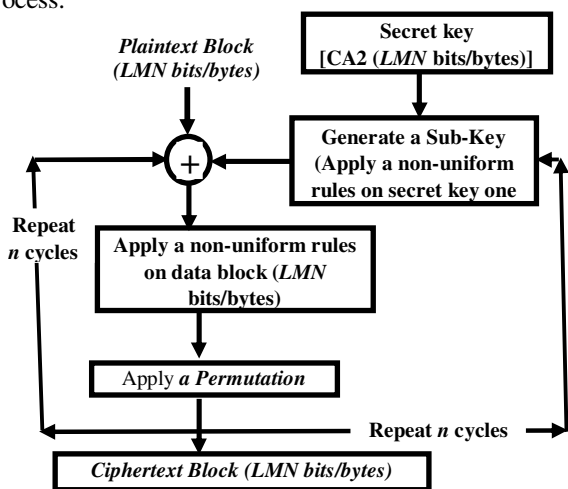 ocess:
Plaintext Block
(LMN bits/bytes)
Secret key
[CA2 (LMN bits/bytes)]
Generate a Sub-Key
(Apply a non-uniform
rules on secret key one
+
Repeat
n cycles
Apply a non-uniform rules
on data block (LMN
bits/bytes)
Apply a Permutation
Repeat n cycles
Ciphertext Block (LMN bits/bytes)